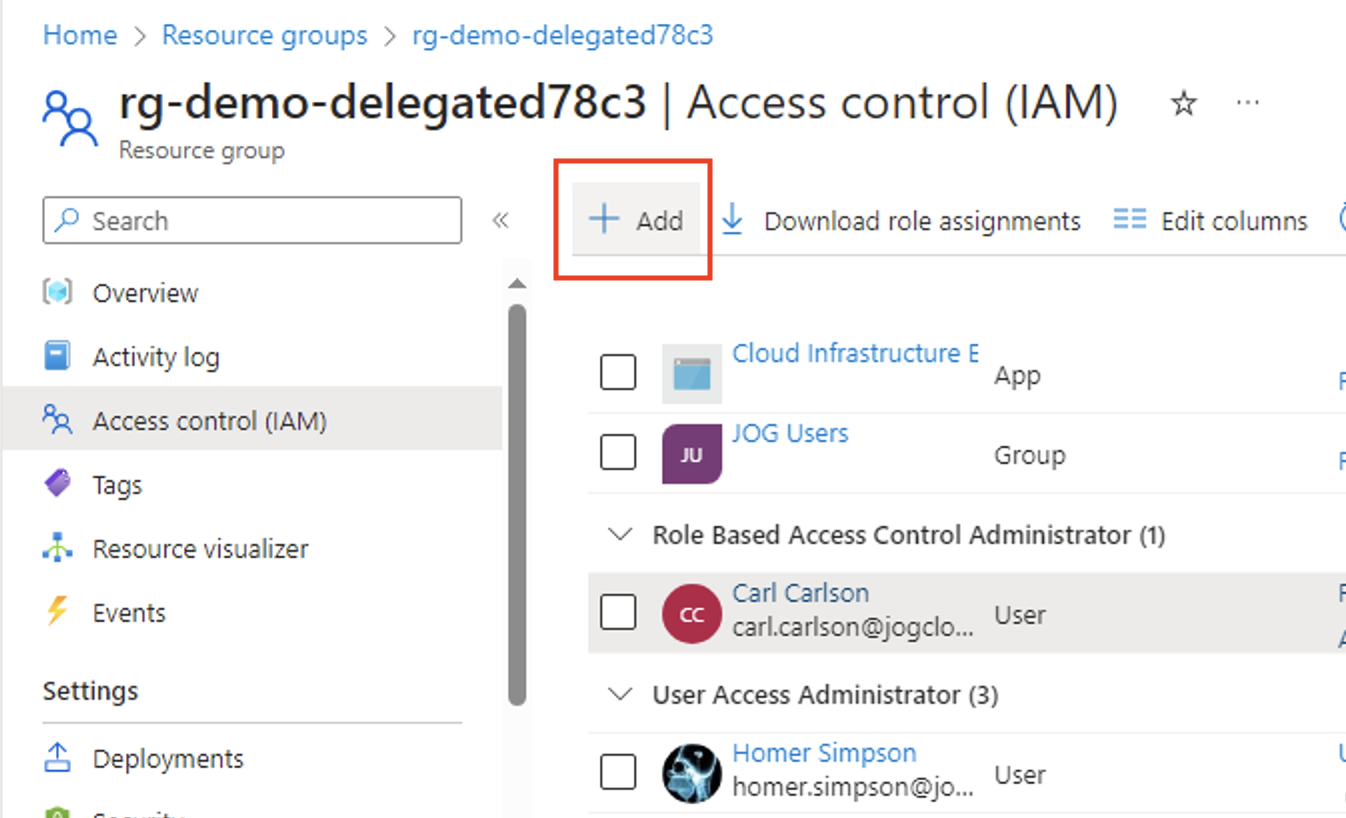 Home > Resource groups > rg-demo-delegated78c3
rg-demo-delegated78c3 | Access control (IAM)
Resource group
Search
Add
Download role assignments
Edit columns
Overview
Activity log
Access control (IAM)
Tags
Resource visualizer
Events
Settings
Deployments
Cloud Infrastructure E
App
JU
JOG Users
Group
Role Based Access Control Administrator (1)
CC
Carl Carlson
carl.carlson@jogclo...
User
User Access Administrator (3)
Homer Simpson
homer.simpson@jo...
User